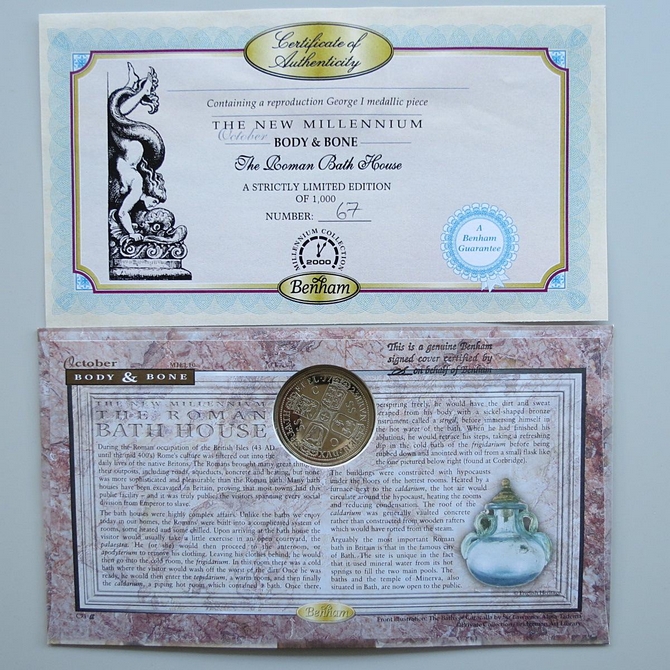 Certificate of
Authenticity
Containing a reproduction George I medallic piece
THE NEW MILLENNIUM
October
BODY & BONE
The Roman Bath House
A STRICTLY LIMITED EDITION
OF 1,000
NUMBER: 67
MILLENNIUM COLLECTION
2000
Benham
A
Benham
Guarantee
October
BODY & BONE
This is a genuine Benham
signed cover certified by
on behalf of Benham
THE NEW MILLENNIUM
THE ROMAN
BATH HOUSE
During the Roman occupation of the British Isles (43 AD
until the mid 400's) Rome's culture was filtered out into the
daily lives of the native Britons. The Romans brought many great things to
their outposts, including roads, aqueducts, concrete and heating, but none
was more sophisticated and pleasurable than the Roman bath. Many bath
houses have been excavated in Britain, proving that most towns had this
public facility – and it was truly public, the visitors spanning every social
division from Emperor to slave.
The bath houses were highly complex affairs. Unlike the baths we enjoy
today in our homes, the Romans' were built into a complicated system of
rooms, some heated and some chilled. Upon arriving at the bath house the
visitor would usually take a little exercise in an open courtyard, the
palaestra. He (or she) would then proceed to the anteroom, or
apodyterium to remove his clothing. Leaving his clothes behind, he would
then go into the cold room, the frigidarium. In this room there was a cold
bath where the visitor would wash off the worst of the dirt. Once he was
ready, he would then enter the tepidarium, a warm room, and then finally
the caldarium, a piping hot room which contained a bath. Once there,
perspiring freely, he would have the dirt and sweat
scraped from his body with a sickel-shaped bronze
instrument called a strigil, before immersing himself in
the hot water of the bath. When he had finished his
ablutions, he would retrace his steps, taking a refreshing
dip in the cold bath of the frigidarium before being
rubbed down and anointed with oil from a small flask like
the one pictured below right (found at Corbridge).
The buildings were constructed with hypocausts
under the floors of the hottest rooms. Heated by a
furnace next to the caldarium, the hot air would
circulate around the hypocaust, heating the rooms
and reducing condensation. The roof of the
caldarium was generally vaulted concrete
rather than constructed from wooden rafters
which would have rotted from the steam.
Arguably the most important Roman
bath in Britain is that in the famous city
of Bath. The site is unique in the fact
that it used mineral water from its hot
springs to fill the two main pools. The
baths and the temple of Minerva, also
situated in Bath, are now open to the public.
© English Heritage
Benham
Front illustration: The Baths of Caracalla by Sir Lawrence Alma-Tadema